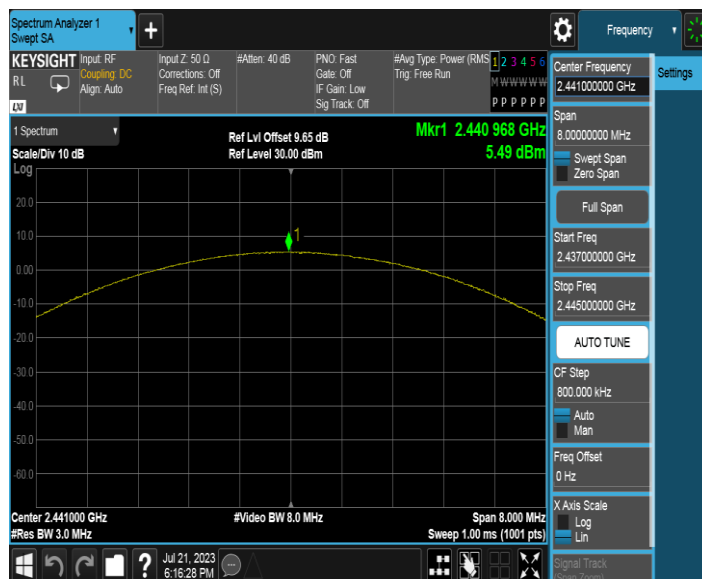 Spectrum Analyzer 1
Swept SA
+
Frequency
KEYSIGHT
RL
LXI
Input: RF
Coupling: DC
Align: Auto
Input Z: 50 Ω
Corrections: Off
Freq Ref: Int (S)
#Atten: 40 dB
PNO: Fast
Gate: Off
IF Gain: Low
Sig Track: Off
#Avg Type: Power (RMS
Trig: Free Run
1 2 3 4 5 6
M W W W W W
P P P P P P
1 Spectrum
Scale/Div 10 dB
Log
Ref Lvl Offset 9.65 dB
Ref Level 30.00 dBm
Mkr1 2.440 968 GHz
5.49 dBm
1
20.0
10.0
0.00
-10.0
-20.0
-30.0
-40.0
-50.0
-60.0
Center 2.441000 GHz
#Res BW 3.0 MHz
#Video BW 8.0 MHz
Span 8.000 MHz
Sweep 1.00 ms (1001 pts)
?
Jul 21, 2023
6:16:28 PM
Center Frequency
2.441000000 GHz
Settings
Span
8.00000000 MHz
Swept Span
Zero Span
Full Span
Start Freq
2.437000000 GHz
Stop Freq
2.445000000 GHz
AUTO TUNE
CF Step
800.000 kHz
Auto
Man
Freq Offset
0 Hz
X Axis Scale
Log
Lin
Signal Track
(Span Zoom)